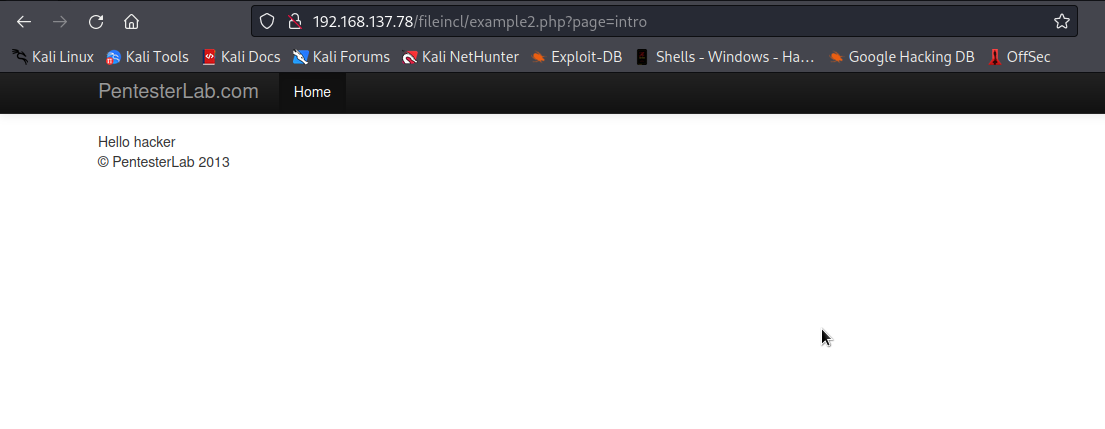 192.168.137.78/fileincl/example2.php?page=intro
Kali Linux Kali Tools Kali Docs Kali Forums Kali NetHunter Exploit-DB Shells - Windows - Ha… Google Hacking DB OffSec
PentesterLab.com Home
Hello hacker
© PentesterLab 2013